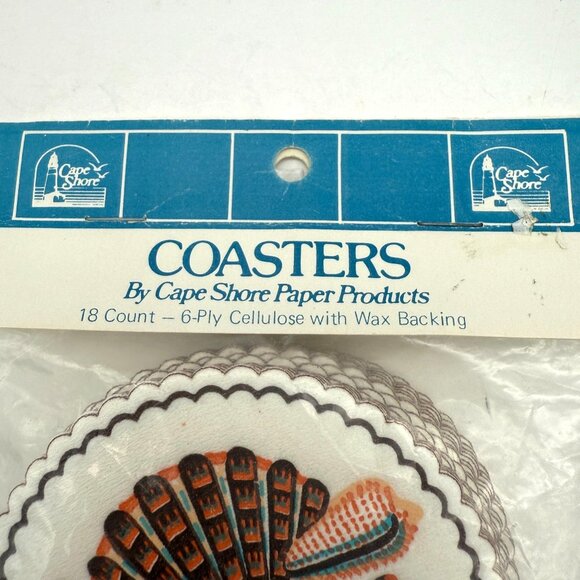 Cape
Shore
Cape
Shore
COASTERS
By Cape Shore Paper Products
18 Count – 6-Ply Cellulose with Wax Backing